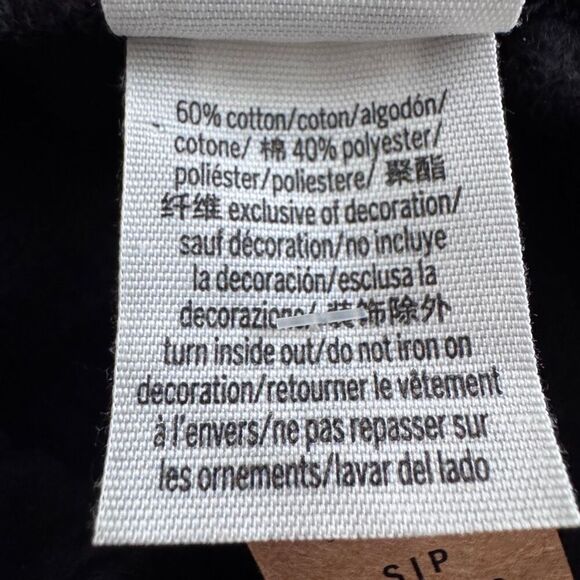 60% cotton/coton/algodón/
cotone/ 棉 40% polyester/
poliéster/poliestere/ 聚酯
纤维 exclusive of decoration/
sauf décoration/no incluye
la decoración/esclusa la
decorazione/ 装饰除外
turn inside out/do not iron on
decoration/retourner le vêtement
à l'envers/ne pas repasser sur
les ornements/lavar del lado
S/P